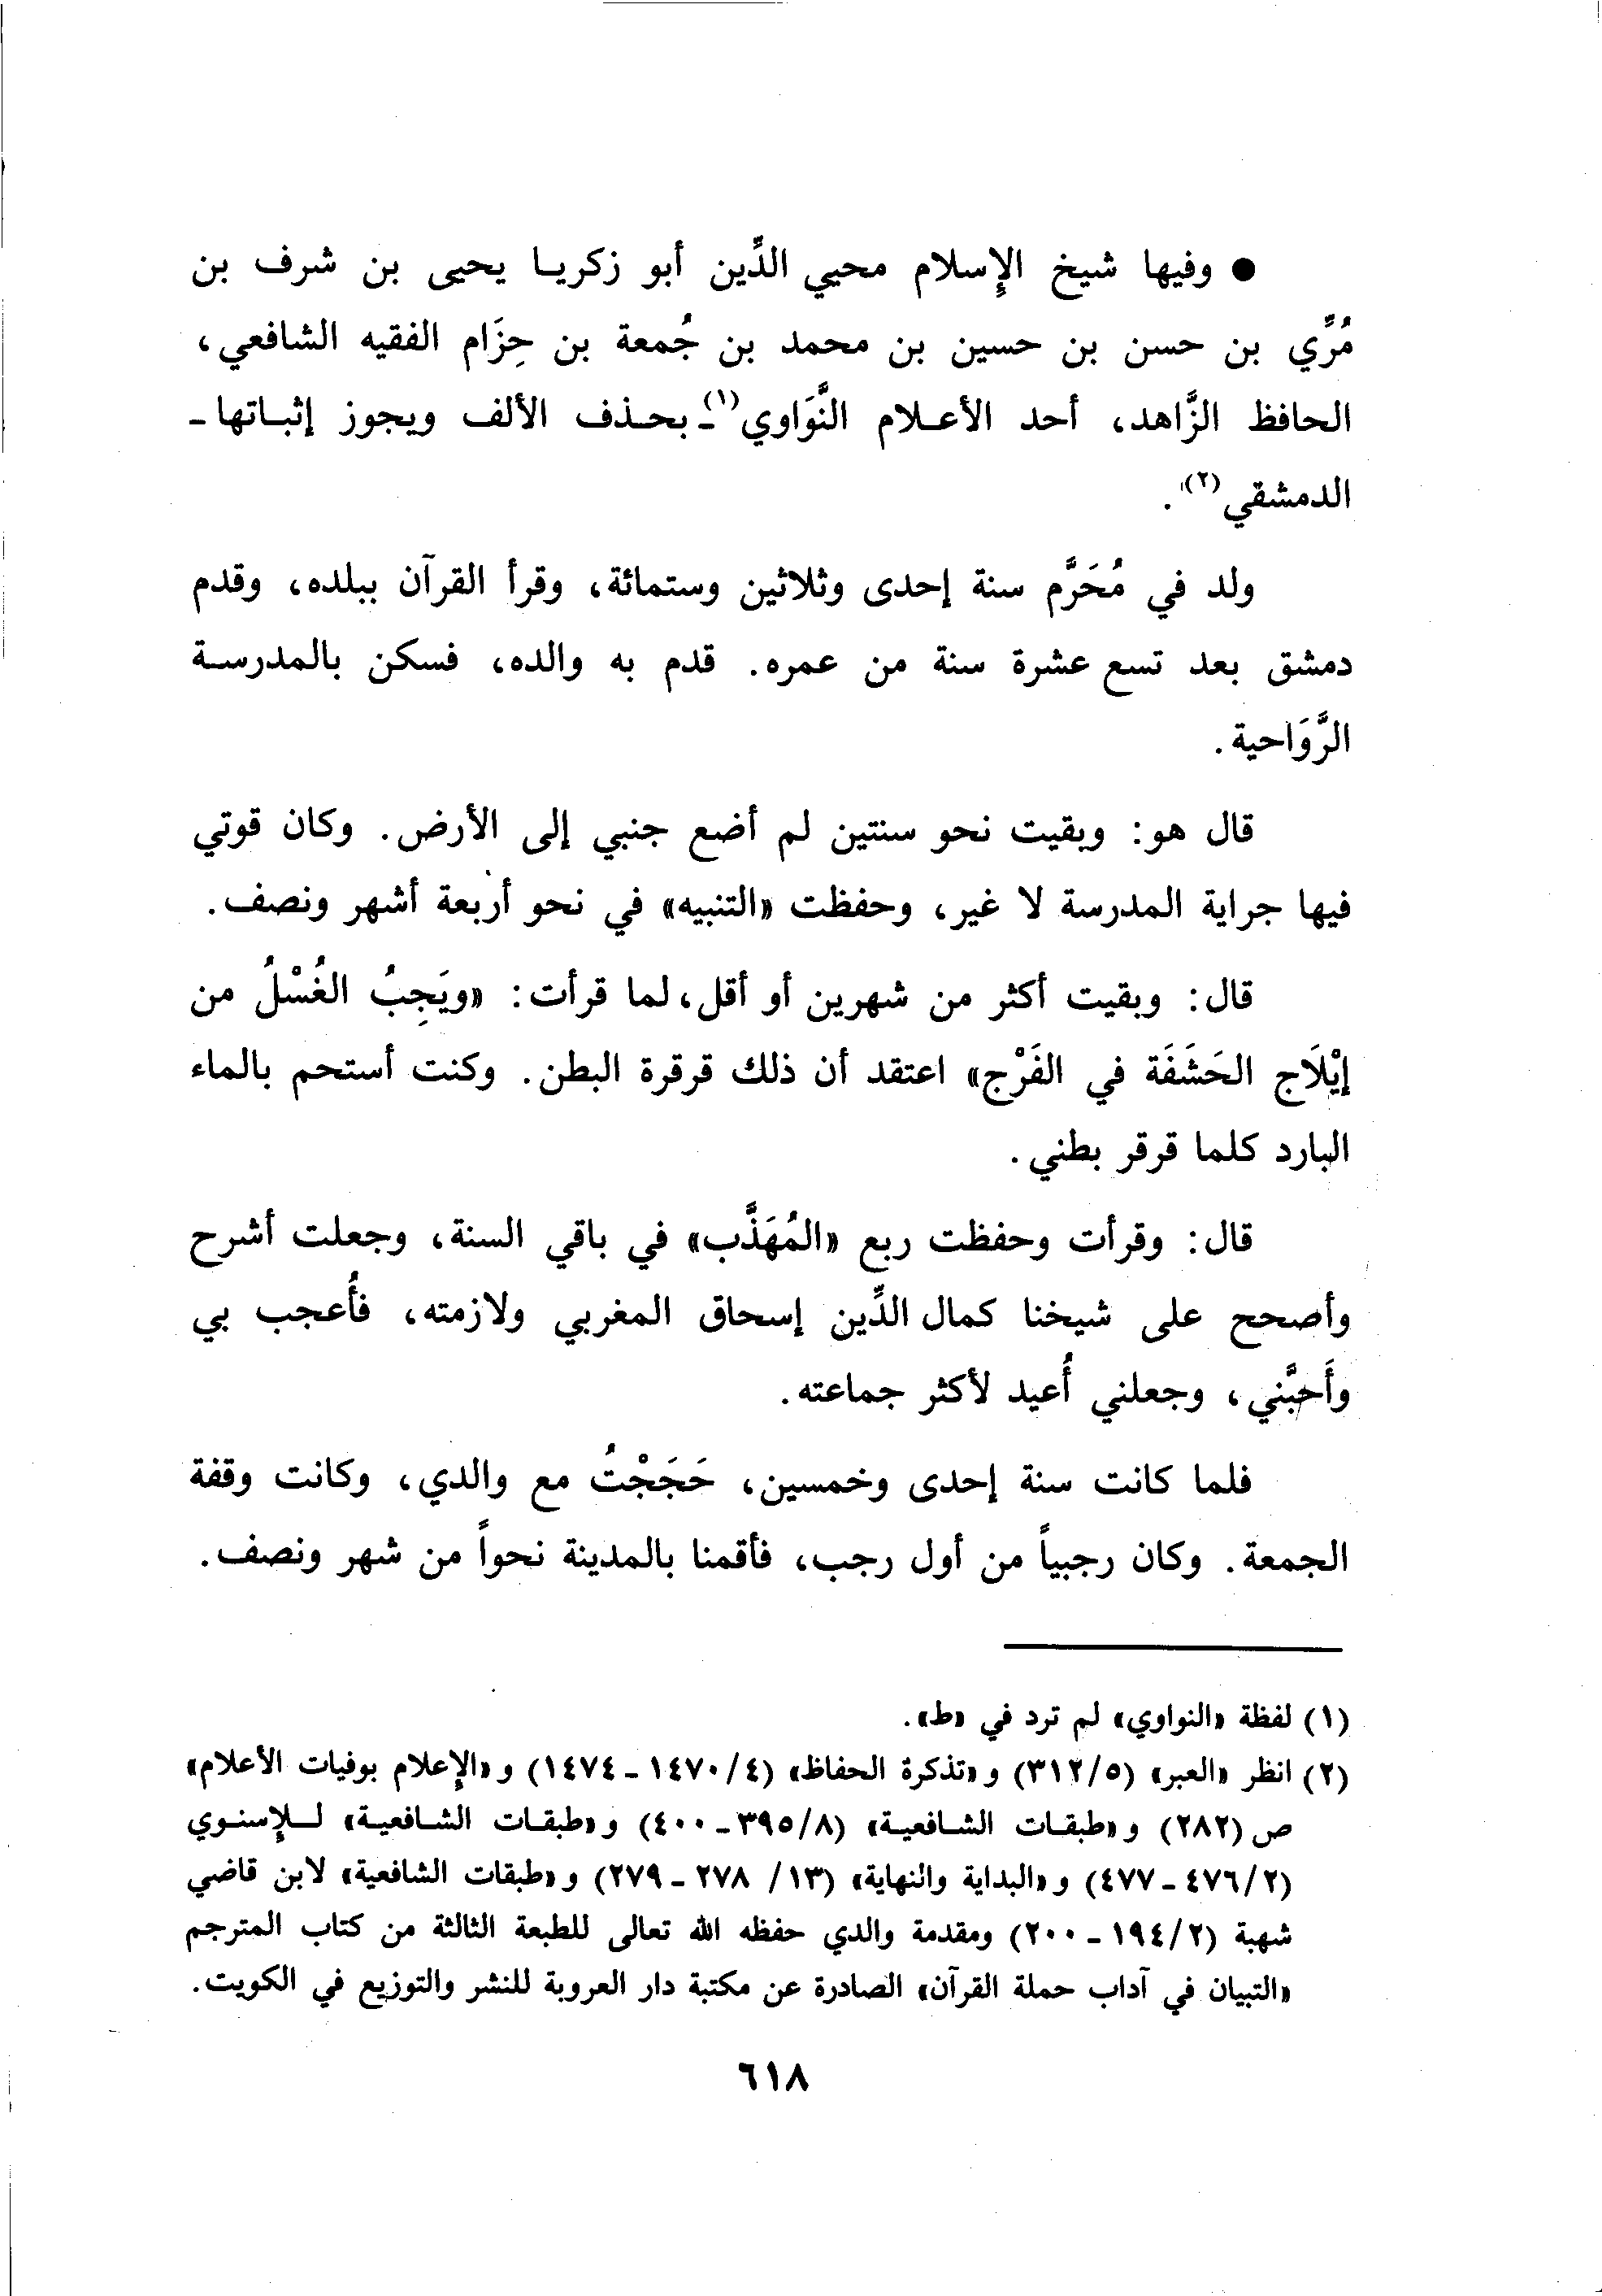 ● وفيها شيخ الإِسلام محيي الدِّين أبو زكريا يحيى بن شرف بن
مُرِّي بن حسن بن حسين بن محمد بن جُمعة بن حِزَام الفقيه الشافعي،
الحافظ الزَّاهد، أحد الأعلام النَّوَاوي(١) ـ بحذف الألف ويجوز إثباتها ـ
الدمشقي(٢).
ولد في مُحَرَّم سنة إحدى وثلاثين وستمائة، وقرأ القرآن ببلده، وقدم
دمشق بعد تسع عشرة سنة من عمره. قدم به والده، فسكن بالمدرسة
الرَّوَاحية.
قال هو: وبقيت نحو سنتين لم أضع جنبي إلى الأرض. وكان قوتي
فيها جراية المدرسة لا غير، وحفظت «التنبيه» في نحو أربعة أشهر ونصف.
قال: وبقيت أكثر من شهرين أو أقل، لما قرأت: «ويَجِبُ الغُسْلُ من
إيْلَاج الحَشَفَة في الفَرْج» اعتقد أن ذلك قرقرة البطن. وكنت أستحم بالماء
البارد كلما قرقر بطني.
قال: وقرأت وحفظت ربع «المُهَذَّب» في باقي السنة، وجعلت أشرح
وأصحح على شيخنا كمال الدِّين إسحاق المغربي ولازمته، فأُعجب بي
وأَحبَّني، وجعلني أُعيد لأكثر جماعته.
فلما كانت سنة إحدى وخمسين، حَجَجْتُ مع والدي، وكانت وقفة
الجمعة. وكان رجبياً من أول رجب، فأقمنا بالمدينة نحواً من شهر ونصف.
(١) لفظة «النواوي» لم ترد في «ط».
(٢) انظر «العبر» (٣١٢/٥) و«تذكرة الحفاظ» (١٤٧٠/٤ ـ ١٤٧٤) و«الإعلام بوفيات الأعلام»
ص (٢٨٢) و«طبقات الشافعية» (٣٩٥/٨ ـ ٤٠٠) و«طبقات الشافعية» للإسنوي
(٤٧٦/٢ ـ ٤٧٧) و«البداية والنهاية» (١٣/ ٢٧٨ ـ ٢٧٩) و«طبقات الشافعية» لابن قاضي
شهبة (١٩٤/٢ ـ ٢٠٠) ومقدمة والدي حفظه الله تعالى للطبعة الثالثة من كتاب المترجم
«التبيان في آداب حملة القرآن» الصادرة عن مكتبة دار العروبة للنشر والتوزيع في الكويت.
٦١٨